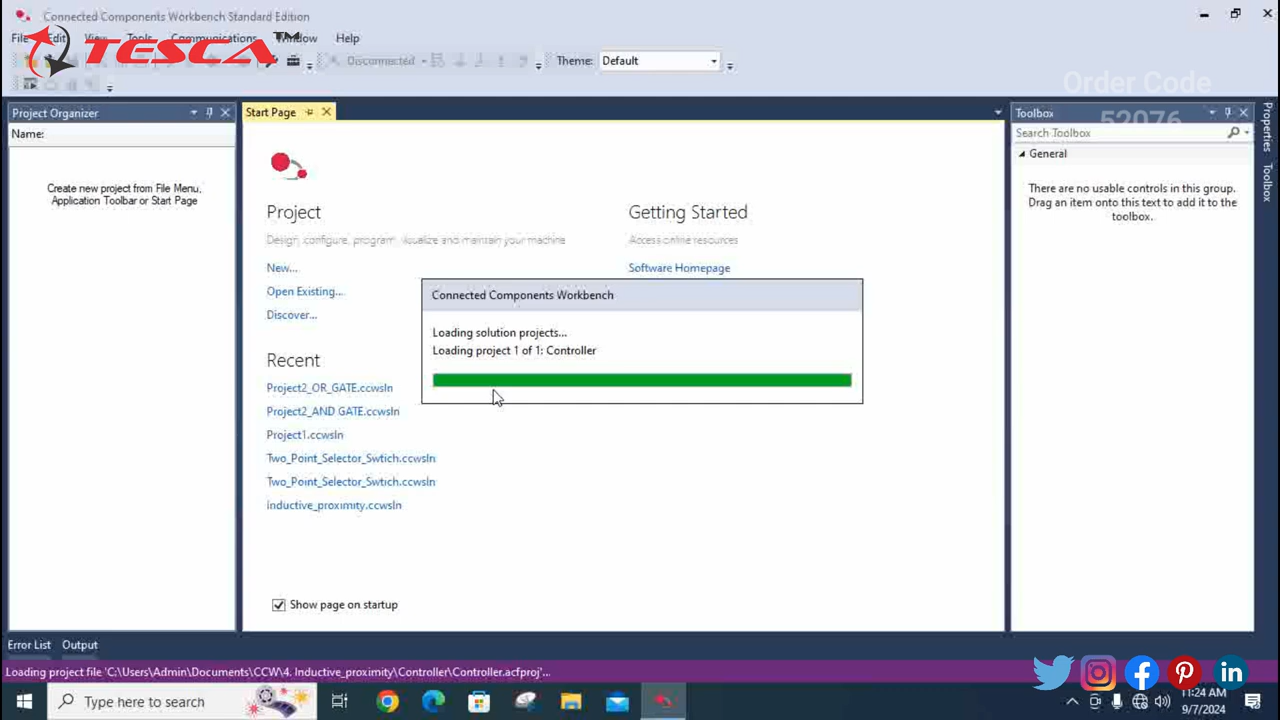 Connected Components Workbench Standard Edition
File Edit View Tools Communications Window Help
TESCA™
Disconnected
Theme: Default
Order Code
52076
Project Organizer
Name:
Create new project from File Menu,
Application Toolbar or Start Page
Start Page
Project
Design, configure, program, visualize and maintain your machine
New...
Open Existing...
Discover...
Recent
Project2_OR_GATE.ccwsln
Project2_AND GATE.ccwsln
Project1.ccwsln
Two_Point_Selector_Swtich.ccwsln
Two_Point_Selector_Swtich.ccwsln
inductive_proximity.ccwsln
Show page on startup
Getting Started
Access online resources
Software Homepage
Connected Components Workbench
Loading solution projects...
Loading project 1 of 1: Controller
Toolbox
Search Toolbox
General
There are no usable controls in this group.
Drag an item onto this text to add it to the
toolbox.
Properties
Toolbox
Error List Output
Loading project file 'C:\Users\Admin\Documents\CCW\4. Inductive_proximity\Controller\Controller.acfproj'...
Type here to search
11:24 AM
9/7/2024